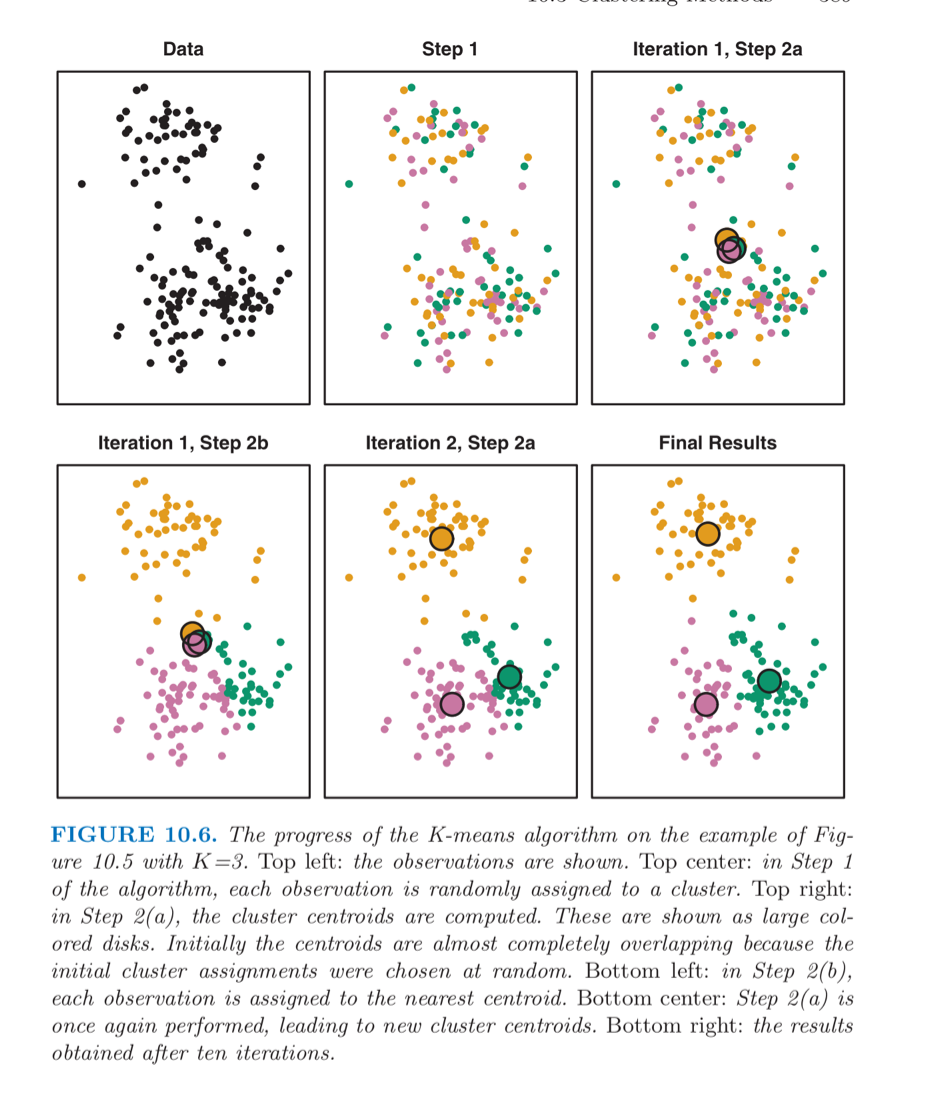 10.3 Clustering Methods
Data
Step 1
Iteration 1, Step 2a
Iteration 1, Step 2b
Iteration 2, Step 2a
Final Results
FIGURE 10.6. The progress of the K-means algorithm on the example of Fig-
ure 10.5 with K=3. Top left: the observations are shown. Top center: in Step 1
of the algorithm, each observation is randomly assigned to a cluster. Top right:
in Step 2(a), the cluster centroids are computed. These are shown as large col-
ored disks. Initially the centroids are almost completely overlapping because the
initial cluster assignments were chosen at random. Bottom left: in Step 2(b),
each observation is assigned to the nearest centroid. Bottom center: Step 2(a) is
once again performed, leading to new cluster centroids. Bottom right: the results
obtained after ten iterations.